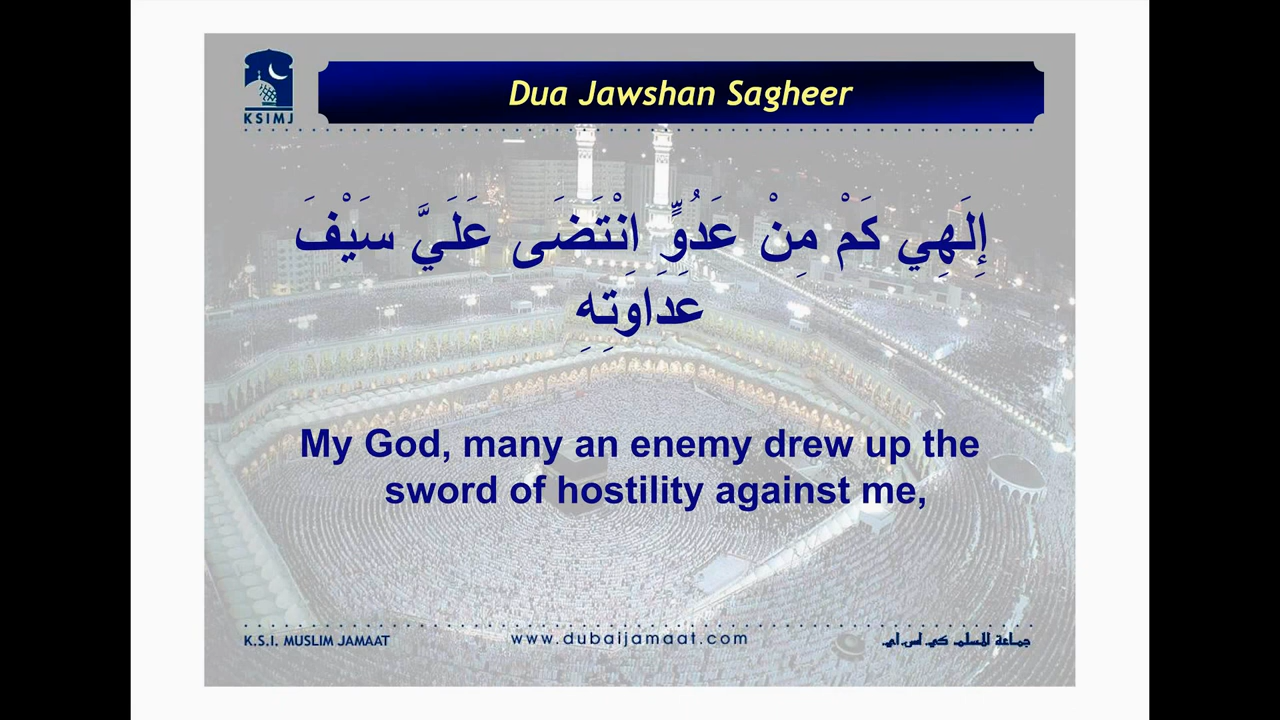 Dua Jawshan Sagheer
KSIMJ
إِلَهِي كَمْ مِنْ عَدُوٍّ انْتَضَى عَلَيَّ سَيْفَ
عَدَاوَتِهِ
My God, many an enemy drew up the
sword of hostility against me,
K.S.I. MUSLIM JAMAAT
www.dubaijamaat.com